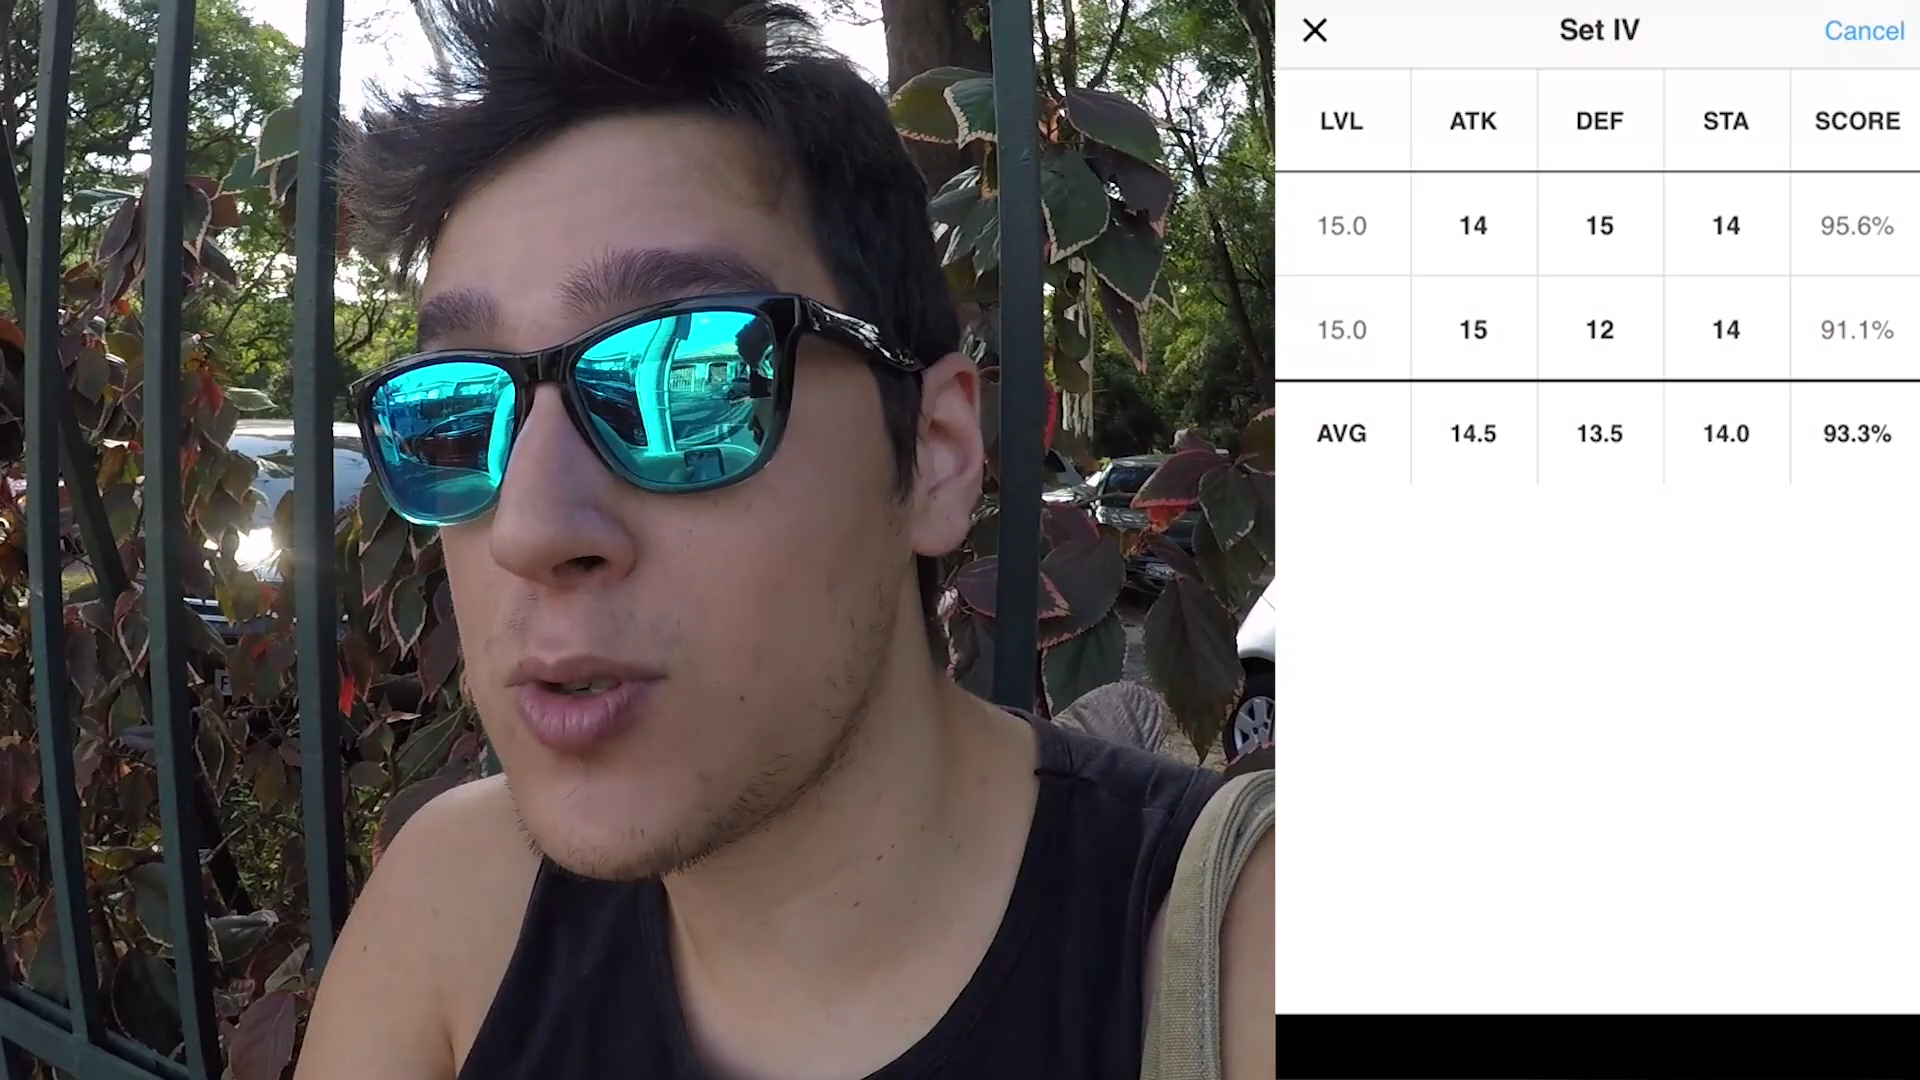 Set IV Cancel
LVL ATK DEF STA SCORE
15.0 14 15 14 95.6%
15.0 15 12 14 91.1%
AVG 14.5 13.5 14.0 93.3%